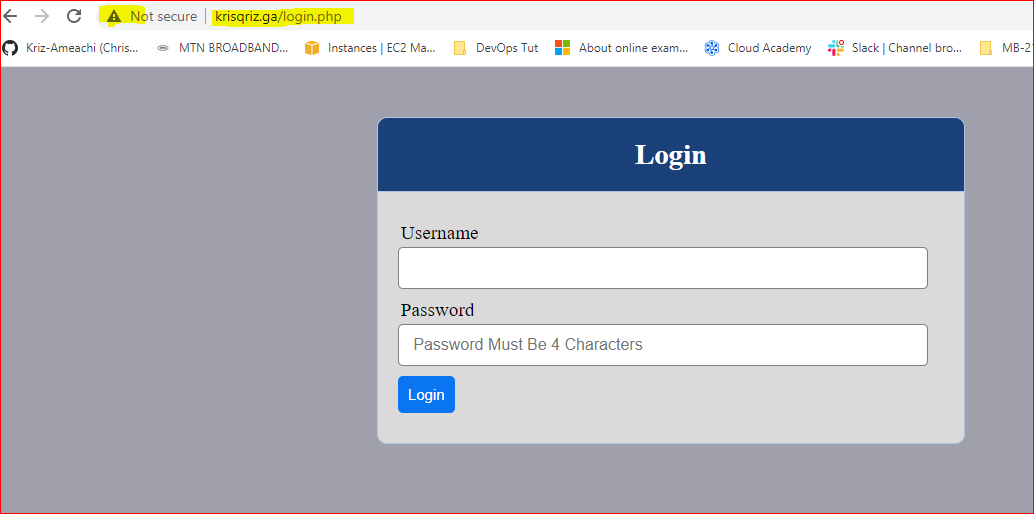 Not secure | krisqriz.ga/login.php
Kriz-Ameachi (Chris... MTN BROADBAND... Instances | EC2 Ma... DevOps Tut About online exam... Cloud Academy Slack | Channel bro... MB-2
Login
Username
Password
Password Must Be 4 Characters
Login